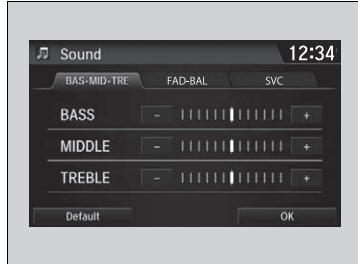 Sound 12:34
BAS-MID-TRE FAD-BAL SVC
BASS - +
MIDDLE - +
TREBLE - +
Default OK